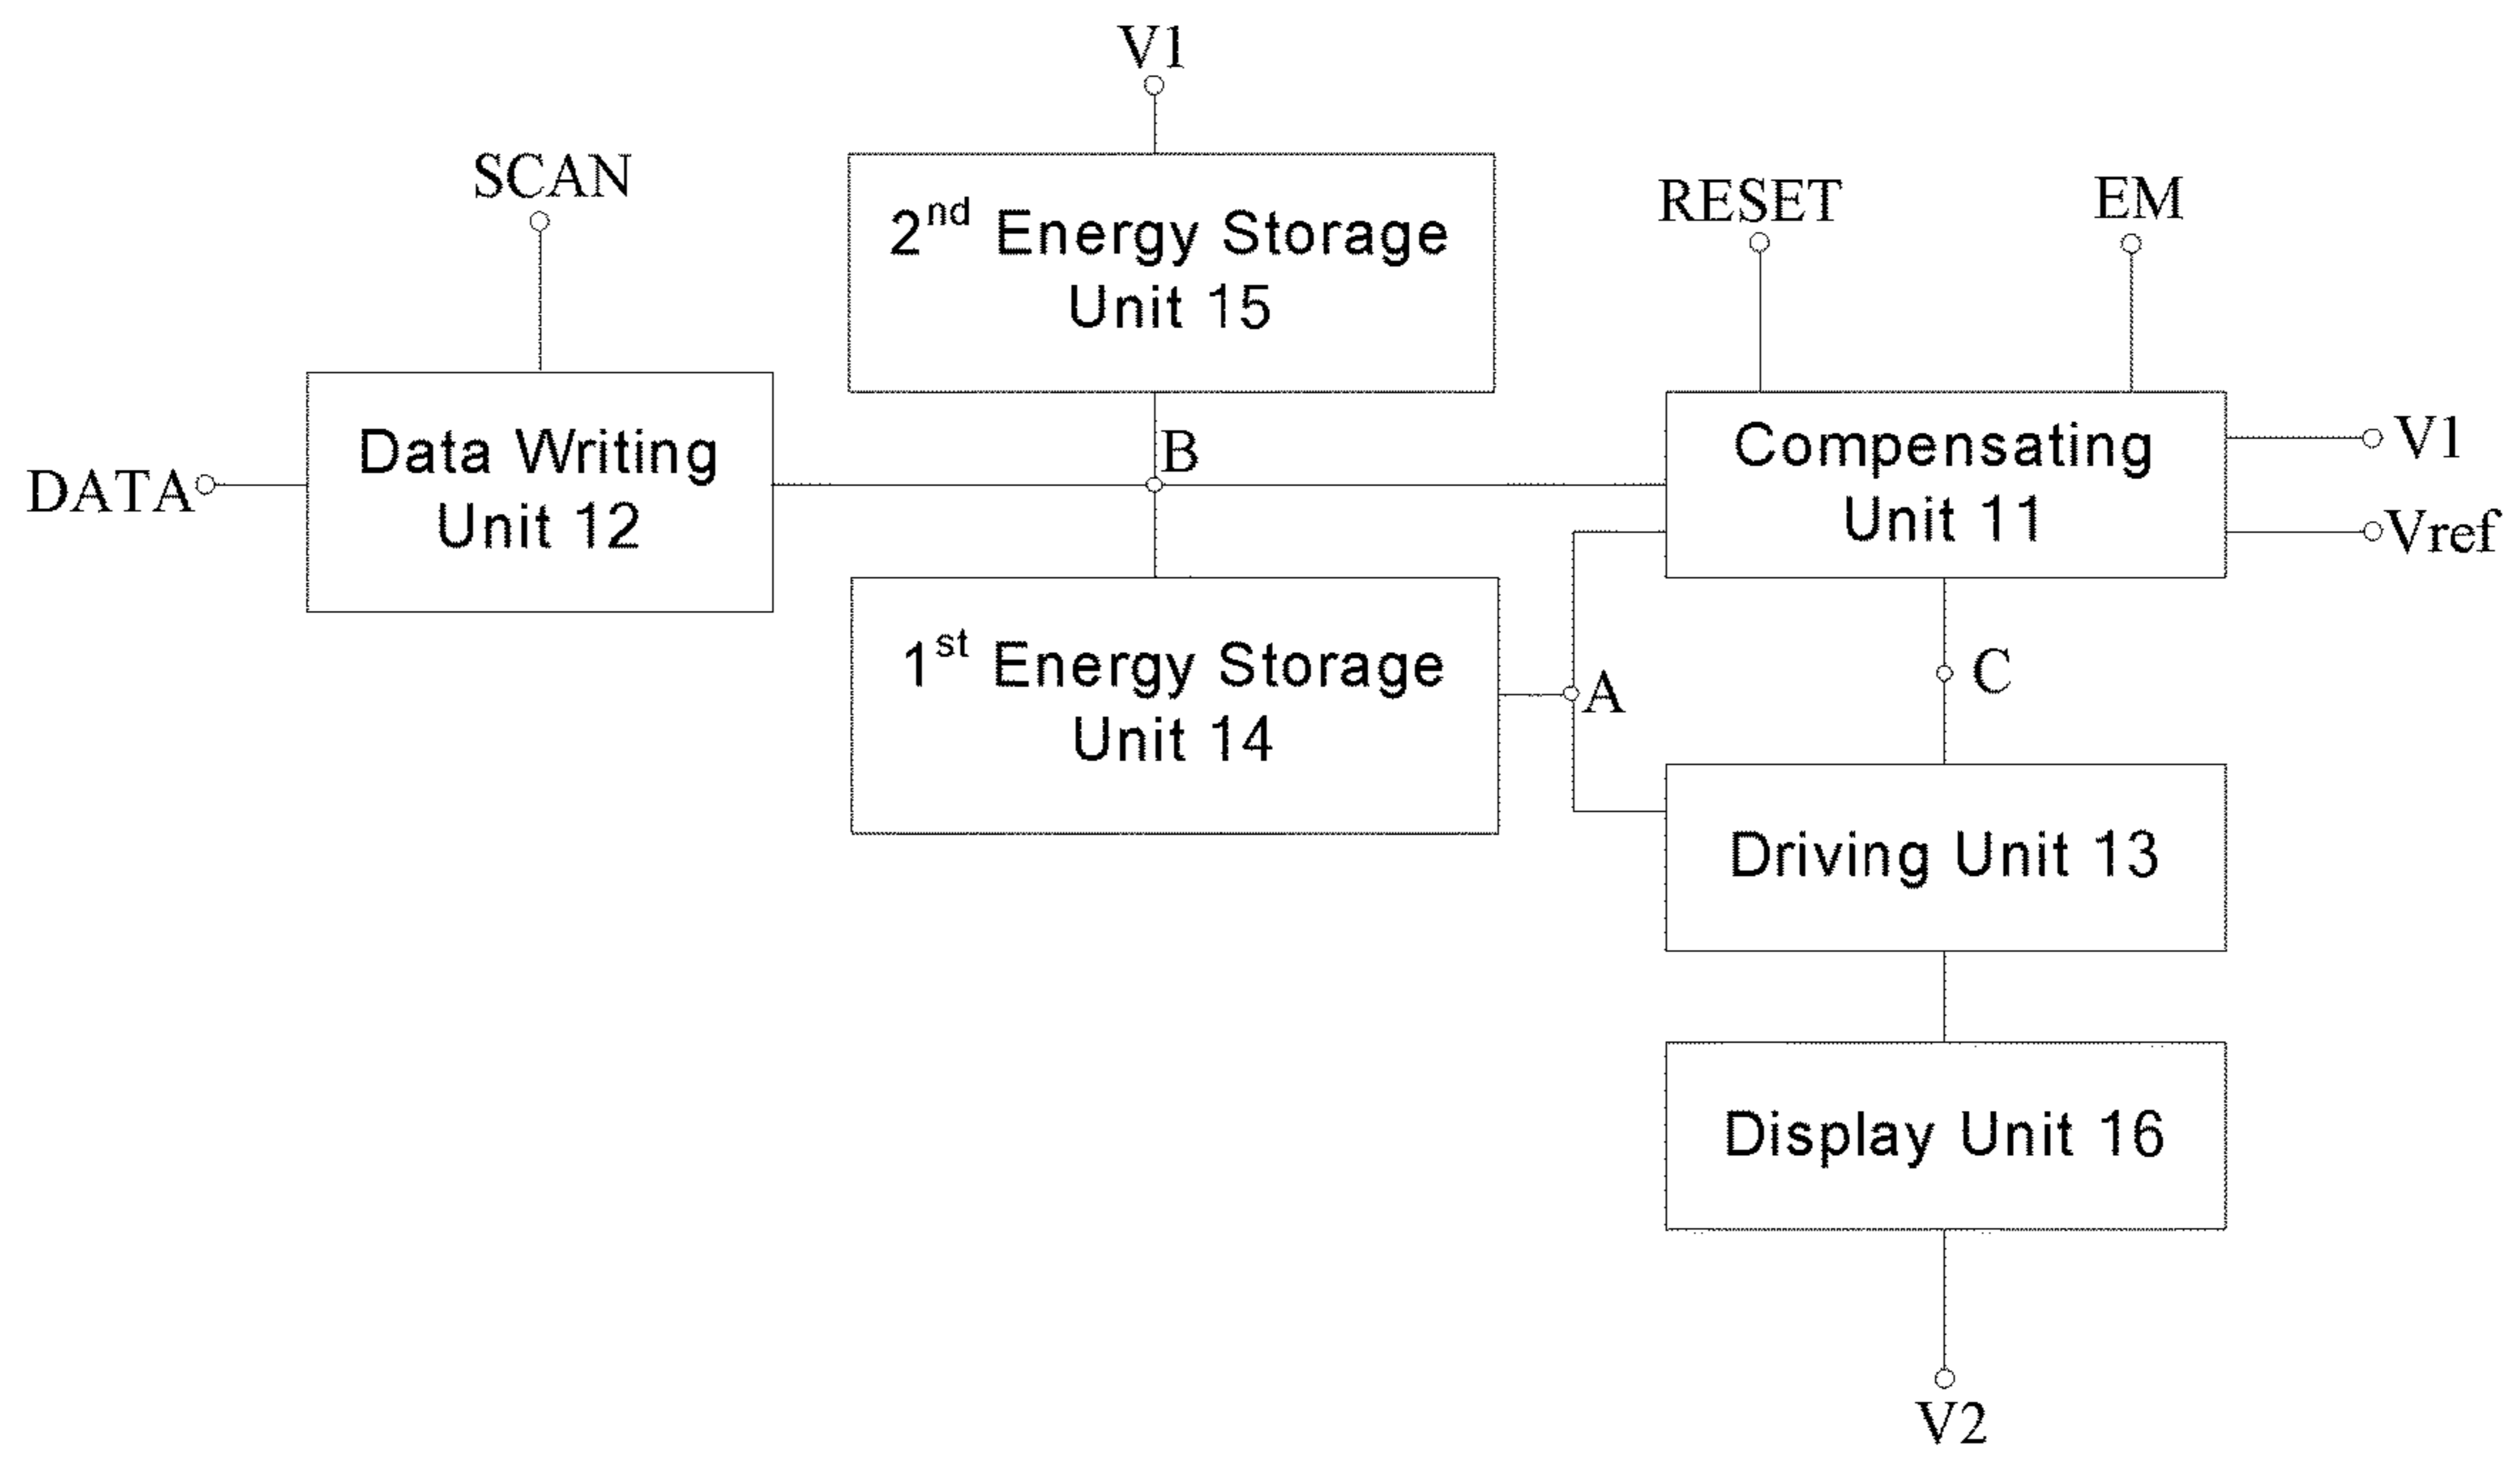 V1
SCAN
2nd Energy Storage
Unit 15
RESET
EM
DATA
Data Writing
Unit 12
B
Compensating
Unit 11
V1
Vref
1st Energy Storage
Unit 14
A
C
Driving Unit 13
Display Unit 16
V2